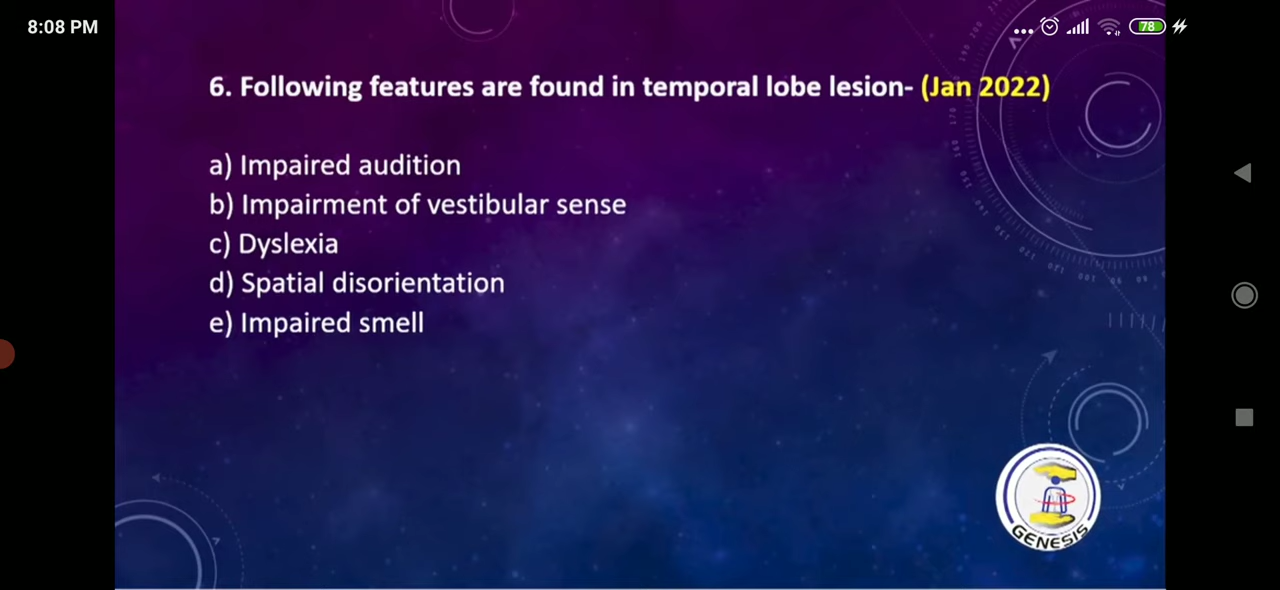 8:08 PM
78
6. Following features are found in temporal lobe lesion- (Jan 2022)
a) Impaired audition
b) Impairment of vestibular sense
c) Dyslexia
d) Spatial disorientation
e) Impaired smell
GENESIS